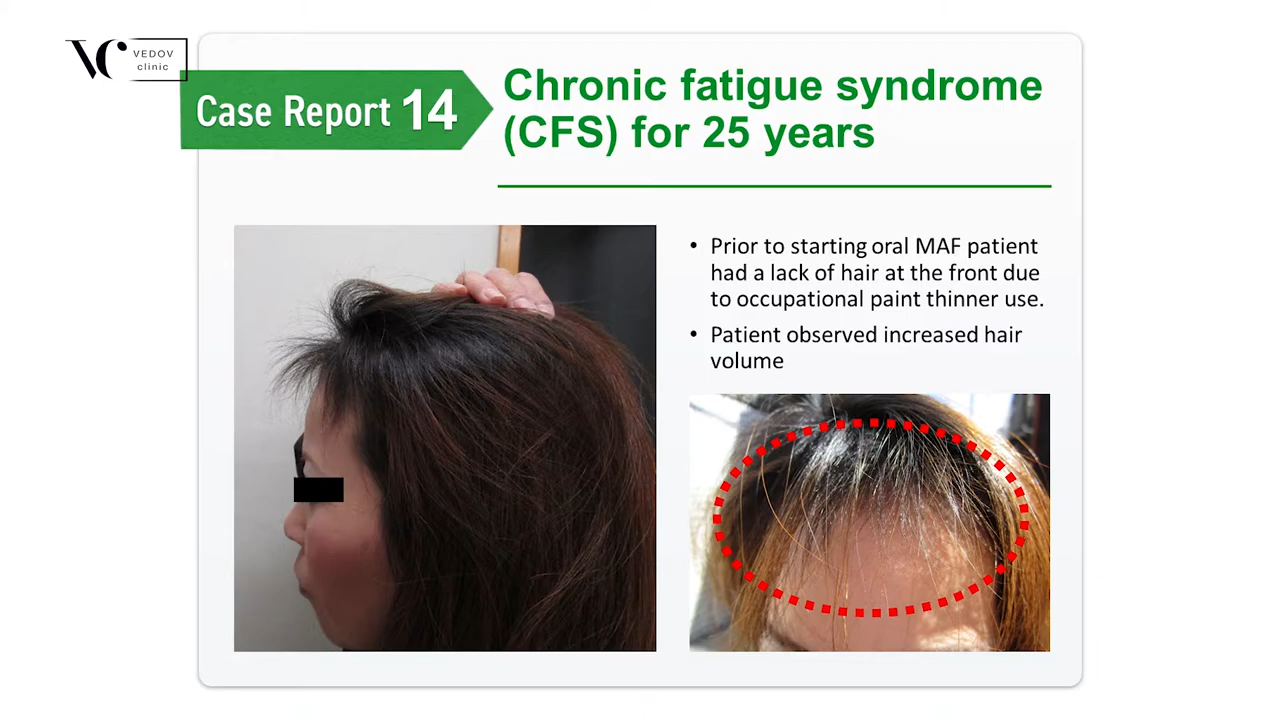 VC VEDOV
clinic
Case Report 14
Chronic fatigue syndrome
(CFS) for 25 years
• Prior to starting oral MAF patient
had a lack of hair at the front due
to occupational paint thinner use.
• Patient observed increased hair
volume